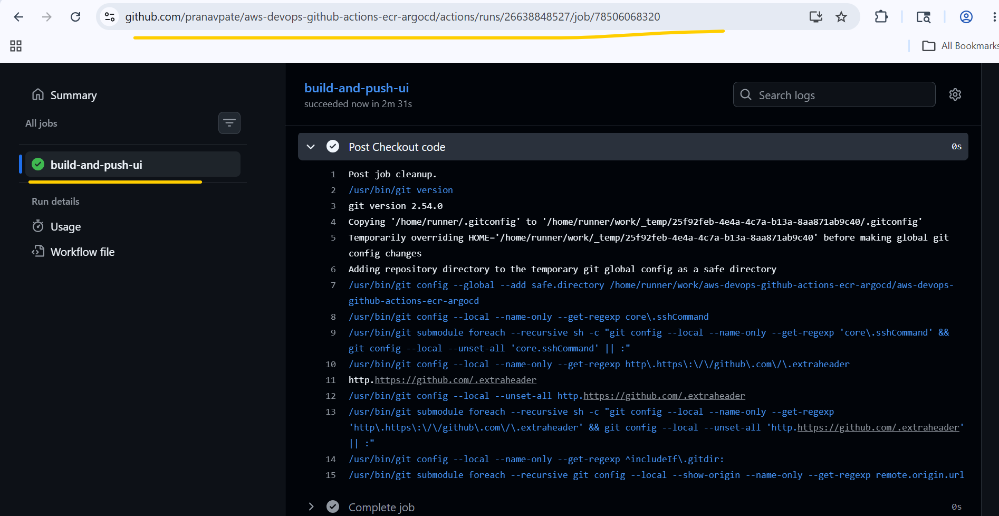 github.com/pranavpate/aws-devops-github-actions-ecr-argocd/actions/runs/26638848527/job/78506068320
All Bookmarks
Summary
All jobs
build-and-push-ui
Run details
Usage
Workflow file
build-and-push-ui
succeeded now in 2m 31s
Search logs
Post Checkout code
0s
1 Post job cleanup.
2 /usr/bin/git version
3 git version 2.54.0
4 Copying '/home/runner/.gitconfig' to '/home/runner/work/_temp/25f92feb-4e4a-4c7a-b13a-8aa871ab9c40/.gitconfig'
5 Temporarily overriding HOME='/home/runner/work/_temp/25f92feb-4e4a-4c7a-b13a-8aa871ab9c40' before making global git
config changes
6 Adding repository directory to the temporary git global config as a safe directory
7 /usr/bin/git config --global --add safe.directory /home/runner/work/aws-devops-github-actions-ecr-argocd/aws-devops-
github-actions-ecr-argocd
8 /usr/bin/git config --local --name-only --get-regexp core\.sshCommand
9 /usr/bin/git submodule foreach --recursive sh -c "git config --local --name-only --get-regexp 'core\.sshCommand' &&
git config --local --unset-all 'core.sshCommand' || :"
10 /usr/bin/git config --local --name-only --get-regexp http\.https\:\/\/github\.com\/\.extraheader
11 http.https://github.com/.extraheader
12 /usr/bin/git config --local --unset-all http.https://github.com/.extraheader
13 /usr/bin/git submodule foreach --recursive sh -c "git config --local --name-only --get-regexp
'http\.https\:\/\/github\.com\/\.extraheader' && git config --local --unset-all 'http.https://github.com/.extraheader'
|| :"
14 /usr/bin/git config --local --name-only --get-regexp ^includeIf\.gitdir:
15 /usr/bin/git submodule foreach --recursive git config --local --show-origin --name-only --get-regexp remote.origin.url
Complete job
0s